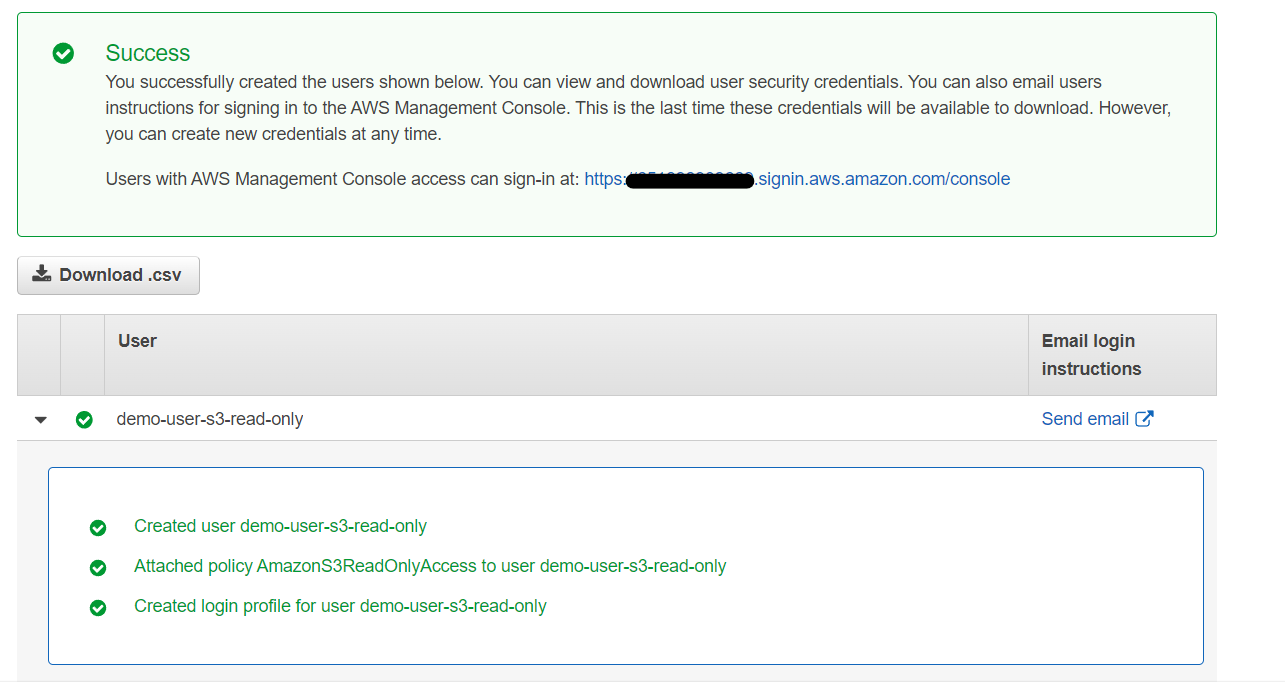 Success
You successfully created the users shown below. You can view and download user security credentials. You can also email users
instructions for signing in to the AWS Management Console. This is the last time these credentials will be available to download. However,
you can create new credentials at any time.
Users with AWS Management Console access can sign-in at: https: .signin.aws.amazon.com/console
Download .csv
User
Email login
instructions
demo-user-s3-read-only
Send email
Created user demo-user-s3-read-only
Attached policy AmazonS3ReadOnlyAccess to user demo-user-s3-read-only
Created login profile for user demo-user-s3-read-only